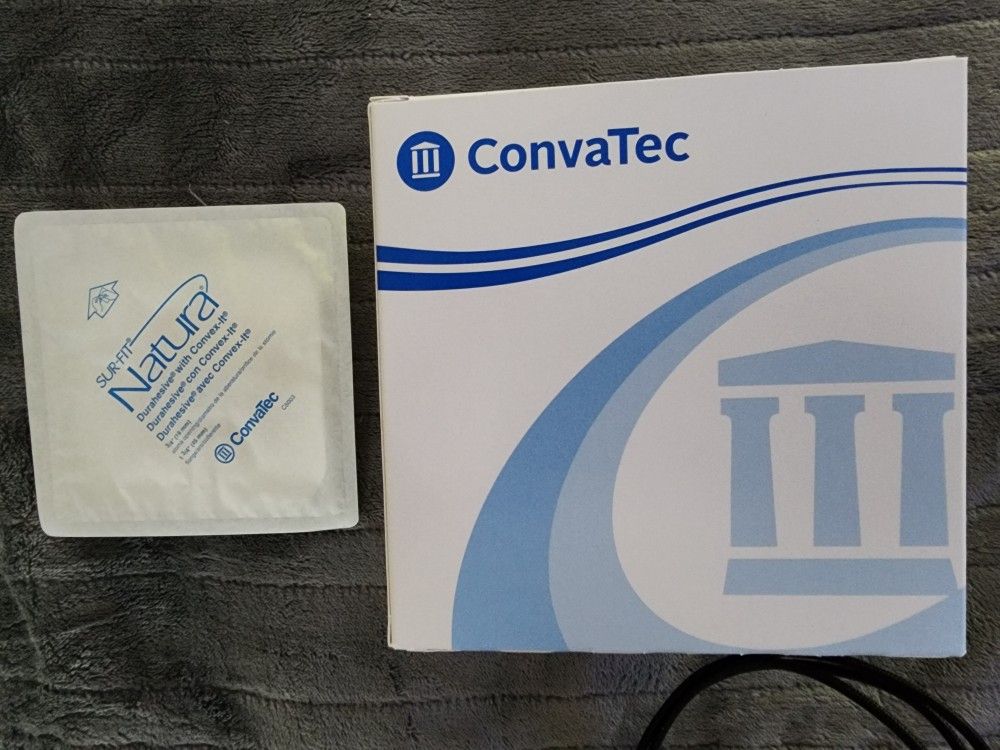 ConvaTec
SUR-FIT®
Natura®
Durahesive® with Convex-It®
Durahesive® con Convex-It®
Durahesive® avec Convex-It®
ConvaTec